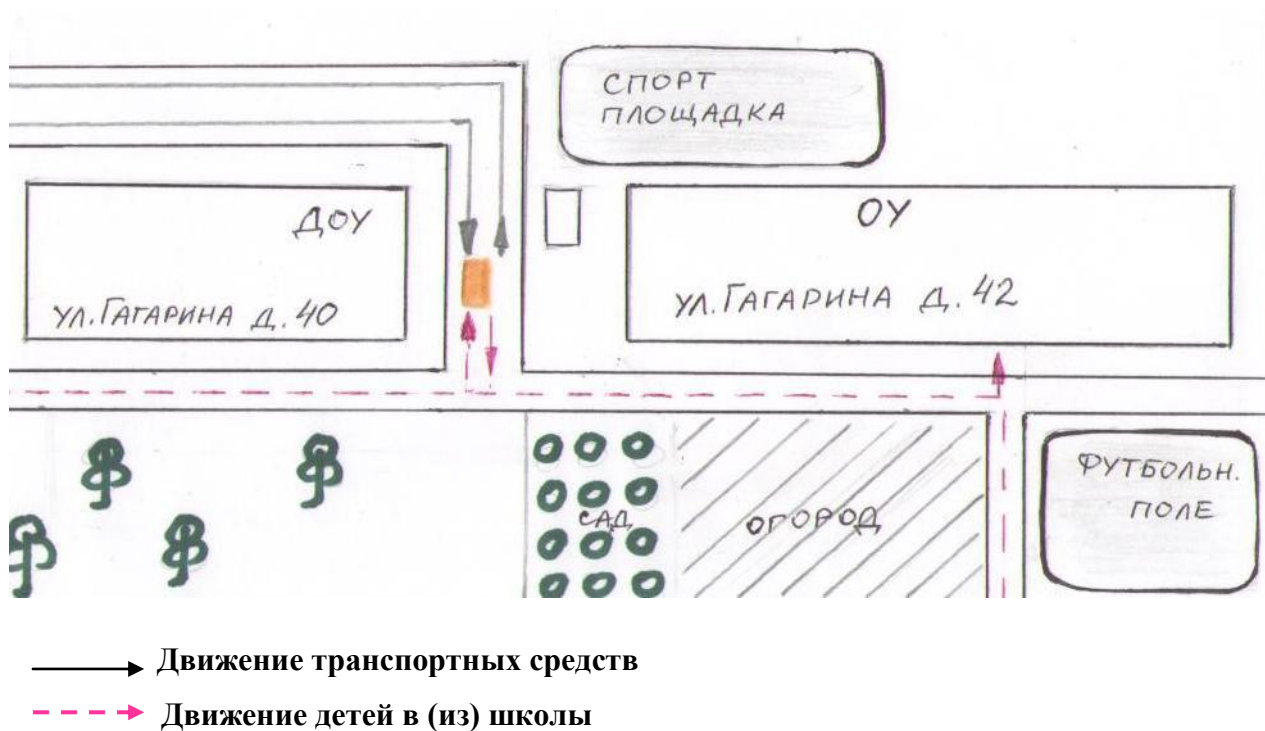 СПОРТ
ПЛОЩАДКА
ДОУ
УЛ. ГАГАРИНА Д. 40
ОУ
УЛ. ГАГАРИНА Д. 42
САД
ОГОРОД
ФУТБОЛЬН.
ПОЛЕ
Движение транспортных средств
Движение детей в (из) школы